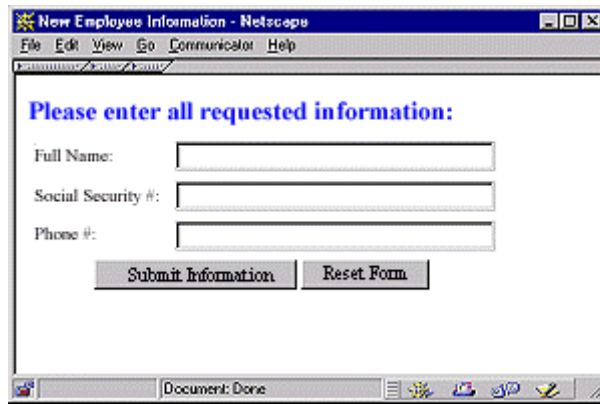 New Employee Information - Netscape
File Edit View Go Communicator Help
Please enter all requested information:
Full Name:
Social Security #:
Phone #:
Submit Information Reset Form
Document: Done